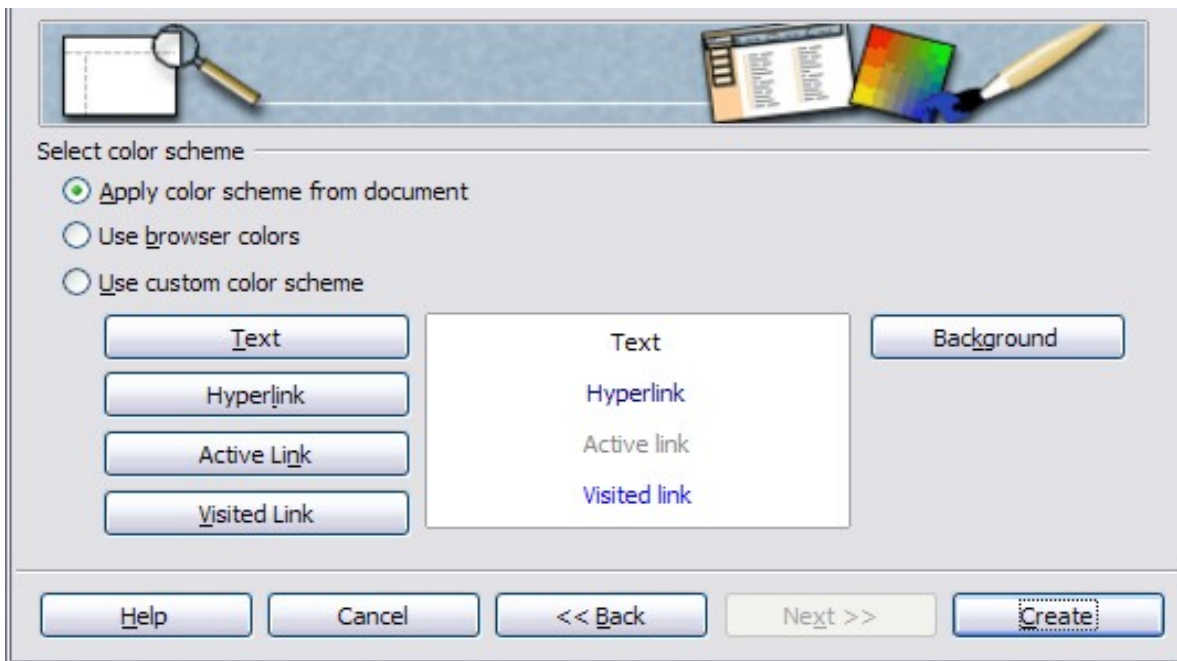 Select color scheme
Apply color scheme from document
Use browser colors
Use custom color scheme
Text
Text
Background
Hyperlink
Hyperlink
Active Link
Active link
Visited Link
Visited link
Help
Cancel
<< Back
Next >>
Create